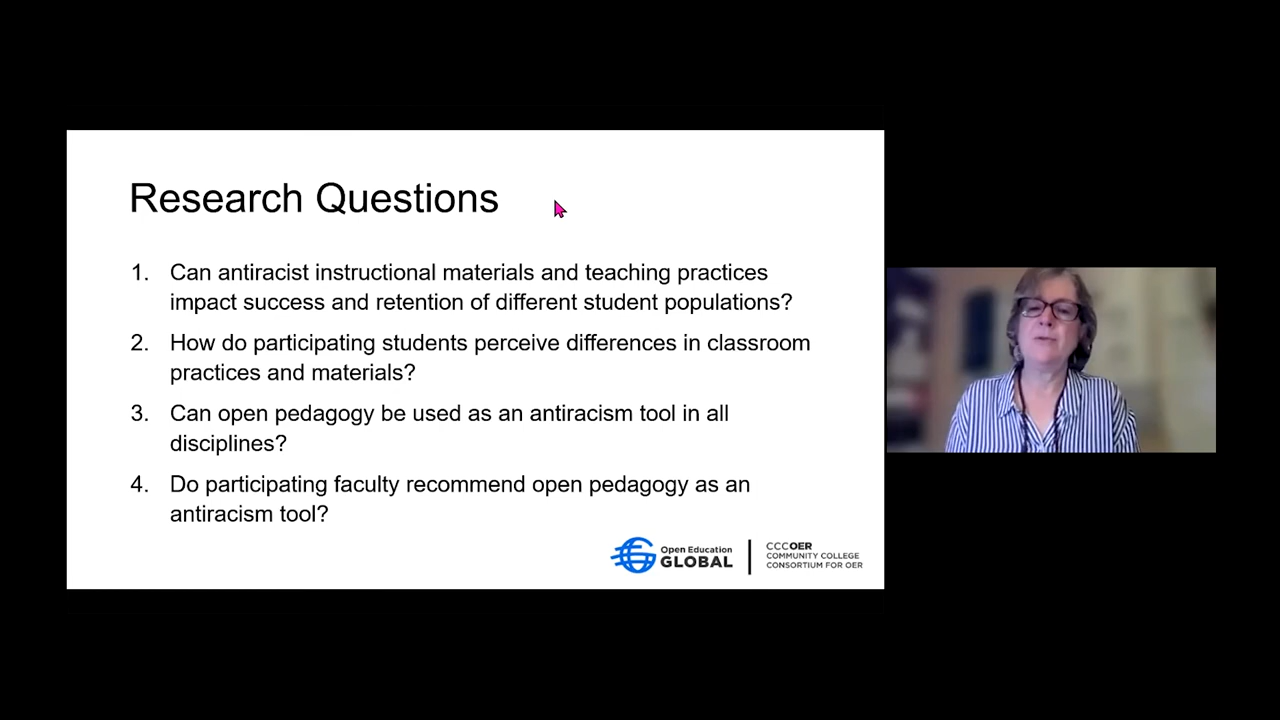 Research Questions
1. Can antiracist instructional materials and teaching practices
impact success and retention of different student populations?
2. How do participating students perceive differences in classroom
practices and materials?
3. Can open pedagogy be used as an antiracism tool in all
disciplines?
4. Do participating faculty recommend open pedagogy as an
antiracism tool?
Open Education
GLOBAL
CCCOER
COMMUNITY COLLEGE
CONSORTIUM FOR OER